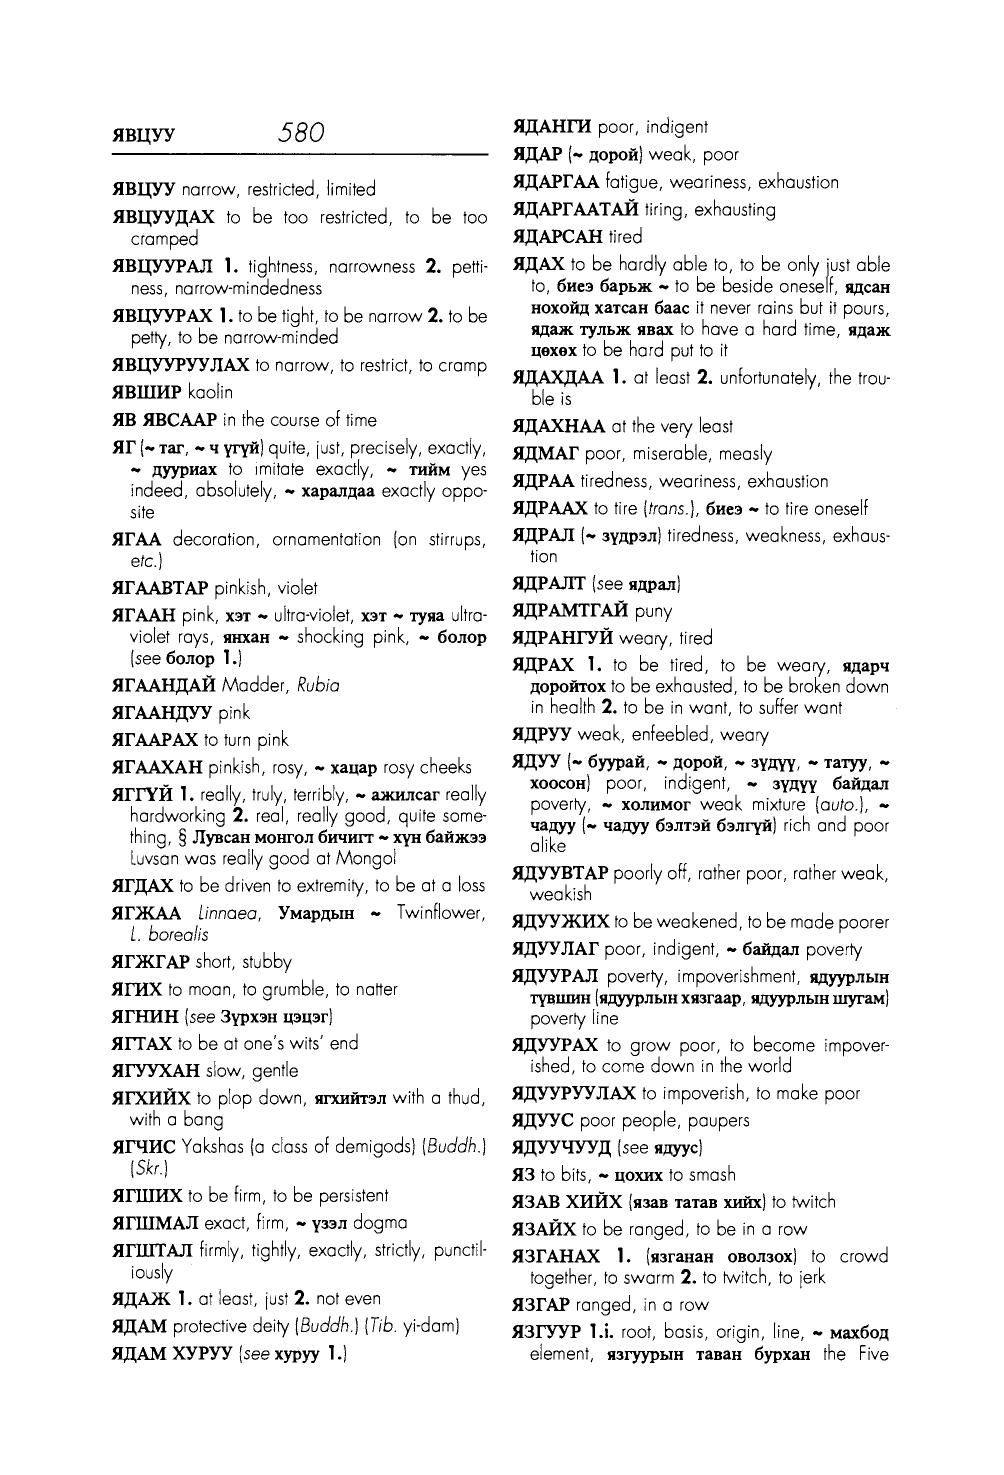 ЯВЦУУ 580
ЯВЦУУ narrow, restricted, limited
ЯВЦУУДАХ to be too restricted, to be too
cramped
ЯВЦУУРАЛ 1. tightness, narrowness 2. petti-
ness, narrow-mindedness
ЯВЦУУРАХ 1. to be tight, to be narrow 2. to be
petty, to be narrow-minded
ЯВЦУУРУУЛАХ to narrow, to restrict, to cramp
ЯВШИР kaolin
ЯВ ЯВСААР in the course of time
ЯГ (~ таг, ~ ч үгүй) quite, just, precisely, exactly,
~ дууриах to imitate exactly, ~ тийм yes
indeed, absolutely, ~ харалдаа exactly oppo-
site
ЯГАА decoration, ornamentation (on stirrups,
etc.)
ЯГААВТАР pinkish, violet
ЯГААН pink, хэт ~ ultra-violet, хэт ~ туяа ultra-
violet rays, янхан ~ shocking pink, ~ болор
(see болор 1.)
ЯГААНДАЙ Madder, Rubia
ЯГААНДУУ pink
ЯГААРАХ to turn pink
ЯГААХАН pinkish, rosy, ~ хацар rosy cheeks
ЯГГҮЙ 1. really, truly, terribly, ~ ажилсаг really
hardworking 2. real, really good, quite some-
thing, § Лувсан монгол бичигт ~ хүн байжээ
Luvsan was really good at Mongol
ЯГДАХ to be driven to extremity, to be at a loss
ЯГЖАА Linnaea, Умардын ~ Twinflower,
L. borealis
ЯГЖГАР short, stubby
ЯГИХ to moan, to grumble, to natter
ЯГНИН (see Зүрхэн цэцэг)
ЯГТАХ to be at one's wits' end
ЯГУУХАН slow, gentle
ЯГХИЙХ to plop down, ягхийтэл with a thud,
with a bang
ЯГЧИС Yakshas (a class of demigods) (Buddh.)
(Skr.)
ЯГШИХ to be firm, to be persistent
ЯГШМАЛ exact, firm, ~ үзэл dogma
ЯГШТАЛ firmly, tightly, exactly, strictly, punctil-
iously
ЯДАЖ 1. at least, just 2. not even
ЯДАМ protective deity (Buddh.) (Tib. yi-dam)
ЯДАМ ХУРУУ (see хуруу 1.)
ЯДАНГИ poor, indigent
ЯДАР (~ дорой) weak, poor
ЯДАРГАА fatigue, weariness, exhaustion
ЯДАРГААТАЙ tiring, exhausting
ЯДАРСАН tired
ЯДАХ to be hardly able to, to be only just able
to, биеэ барьж ~ to be beside oneself, ядсан
нохойд хатсан баас it never rains but it pours,
ядаж тульж явах to have a hard time, ядаж
цөхөх to be hard put to it
ЯДАХДАА 1. at least 2. unfortunately, the trou-
ble is
ЯДАХНАА at the very least
ЯДМАГ poor, miserable, measly
ЯДРАА tiredness, weariness, exhaustion
ЯДРААХ to tire (trans.), биеэ ~ to tire oneself
ЯДРАЛ (~ зүдрэл) tiredness, weakness, exhaus-
tion
ЯДРАЛТ (see ядрал)
ЯДРАМТГАЙ puny
ЯДРАНГУЙ weary, tired
ЯДРАХ 1. to be tired, to be weary, ядарч
доройтох to be exhausted, to be broken down
in health 2. to be in want, to suffer want
ЯДРУУ weak, enfeebled, weary
ЯДУУ (~ буурай, ~ дорой, ~ зүдүү, ~ татуу, ~
хоосон) poor, indigent, ~ зүдүү байдал
poverty, ~ холимог weak mixture (auto.), ~
чадуу (~ чадуу бэлтэй бэлгүй) rich and poor
alike
ЯДУУВТАР poorly off, rather poor, rather weak,
weakish
ЯДУУЖИХ to be weakened, to be made poorer
ЯДУУЛАГ poor, indigent, ~ байдал poverty
ЯДУУРАЛ poverty, impoverishment, ядуурлын
түвшин (ядуурлын хязгаар, ядуурлын шугам)
poverty line
ЯДУУРАХ to grow poor, to become impover-
ished, to come down in the world
ЯДУУРУУЛАХ to impoverish, to make poor
ЯДУУС poor people, paupers
ЯДУУЧУУД (see ядуус)
ЯЗ to bits, ~ цохих to smash
ЯЗАВ ХИЙХ (язав татав хийх) to twitch
ЯЗАЙХ to be ranged, to be in a row
ЯЗГАНАХ 1. (язганан оволзох) to crowd
together, to swarm 2. to twitch, to jerk
ЯЗГАР ranged, in a row
ЯЗГУУР 1.i. root, basis, origin, line, ~ махбод
element, язгуурын таван бурхан the Five